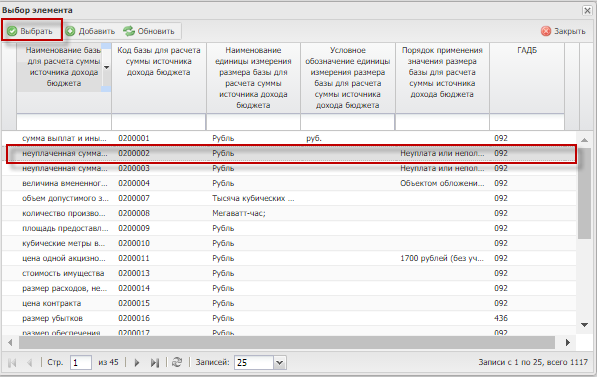 Выбор элемента
Выбрать Добавить Обновить Закрыть
Наименование базы для расчета суммы источника дохода бюджета
Код базы для расчета суммы источника дохода бюджета
Наименование единицы измерения размера базы для расчета суммы источника дохода бюджета
Условное обозначение единицы измерения размера базы для расчета суммы источника дохода бюджета
Порядок применения значения размера базы для расчета суммы источника дохода бюджета
ГАДБ
сумма выплат и ины... 0200001 Рубль руб. 092
неуплаченная сумма... 0200002 Рубль Неуплата или непол... 092
неуплаченная сумма... 0200003 Рубль Неуплата или непол... 092
величина вмененног... 0200004 Рубль Объектом обложени... 092
объем допустимого з... 0200007 Тысяча кубических ... 092
количество произво... 0200008 Мегаватт-час; 092
площадь предоставл... 0200009 Рубль 092
кубические метры в... 0200010 Рубль 092
цена одной акцизно... 0200011 Рубль 1700 рублей (без уч... 092
стоимость имущества 0200013 Рубль 092
размер расходов, не... 0200014 Рубль 092
цена контракта 0200015 Рубль 092
размер убытков 0200016 Рубль 436
размер обеспечения 0200017 Рубль 092
Стр. 1 из 45 Записей: 25 Записи с 1 по 25, всего 1117